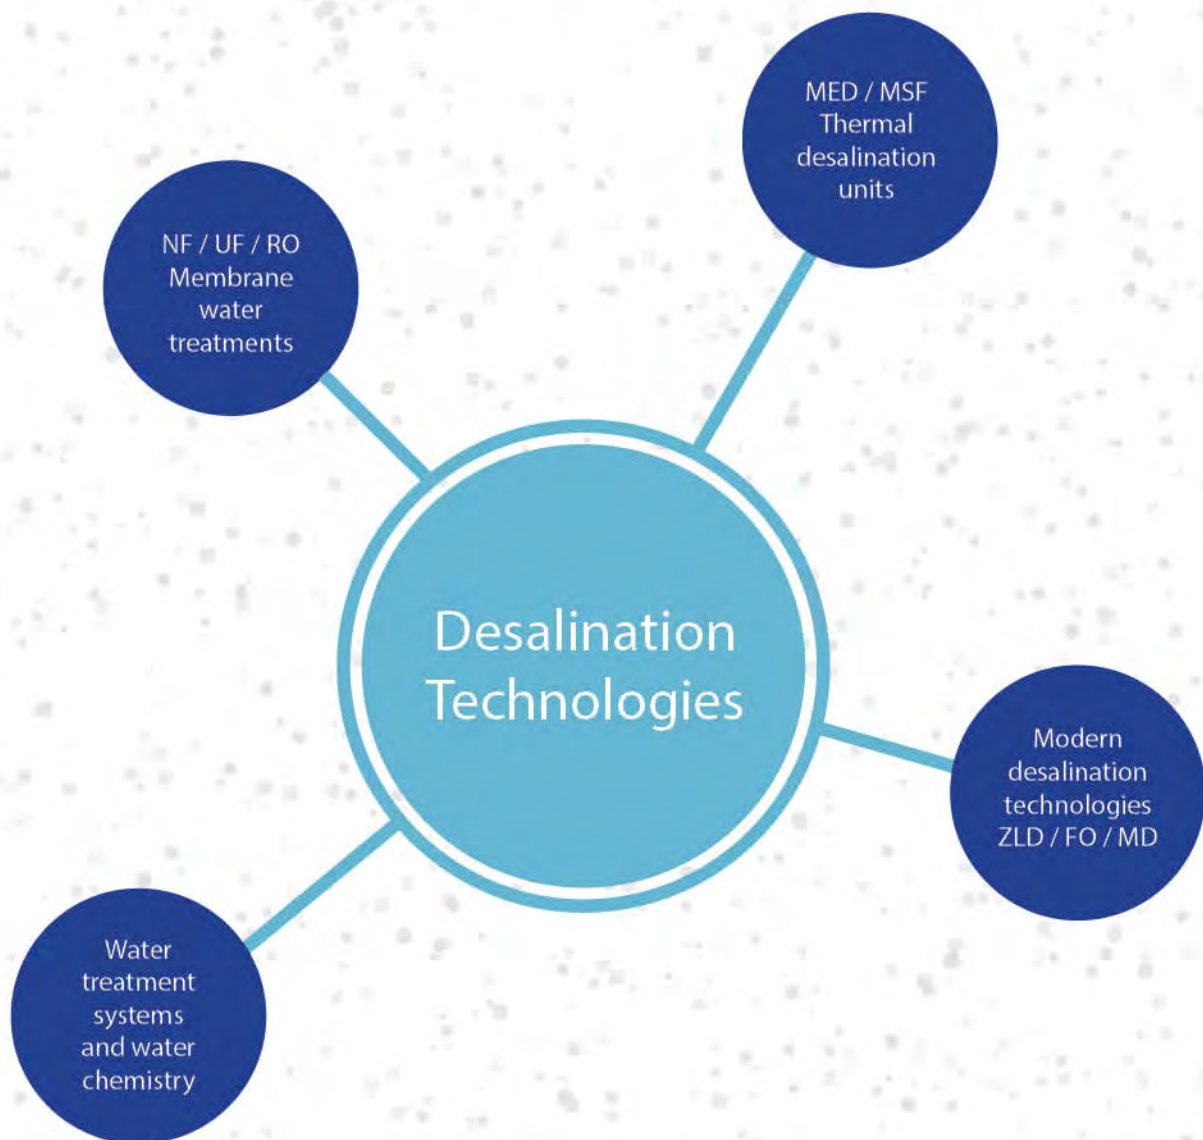 MED / MSF
Thermal
desalination
units
NF / UF / RO
Membrane
water
treatments
Desalination
Technologies
Modern
desalination
technologies
ZLD / FO / MD
Water
treatment
systems
and water
chemistry